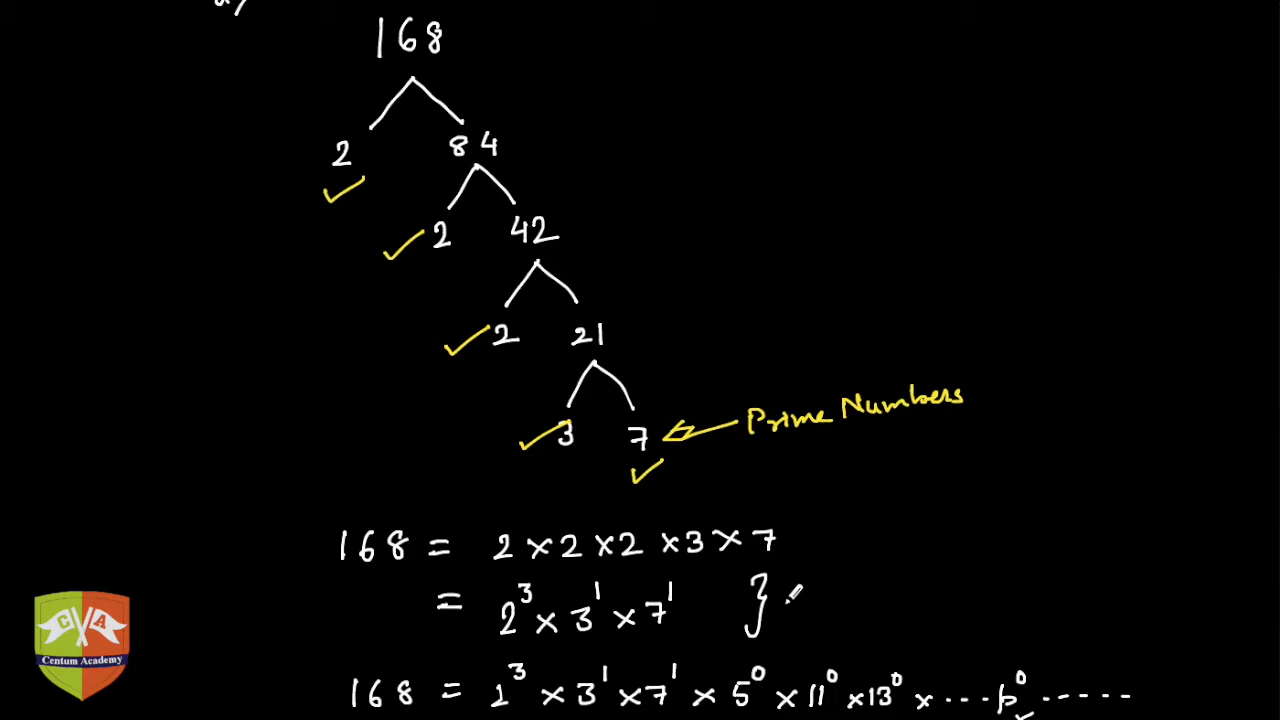 168
2 84
2 42
2 21
3 7
Prime Numbers
168 = 2 × 2 × 2 × 3 × 7
= 2³ × 3¹ × 7¹ }
168 = 2³ × 3¹ × 7¹ × 5⁰ × 11⁰ × 13⁰ × ....p⁰.....
C A
Centum Academy